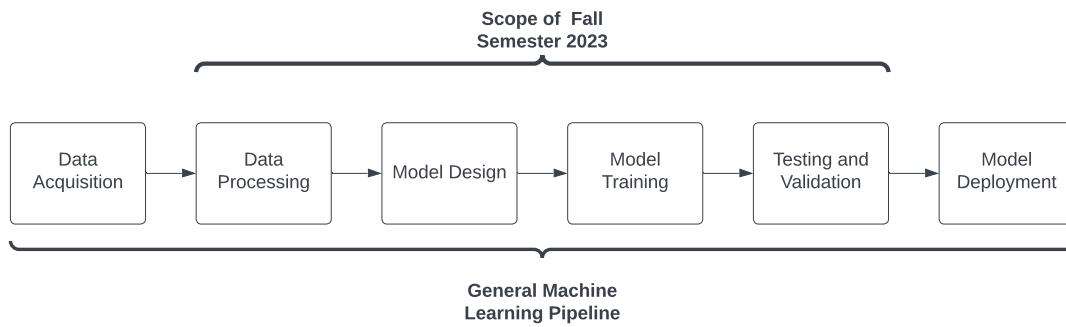 Scope of  Fall
Semester 2023
Data
Acquisition
Data
Processing
Model Design
Model
Training
Testing and
Validation
Model
Deployment
General Machine
Learning Pipeline